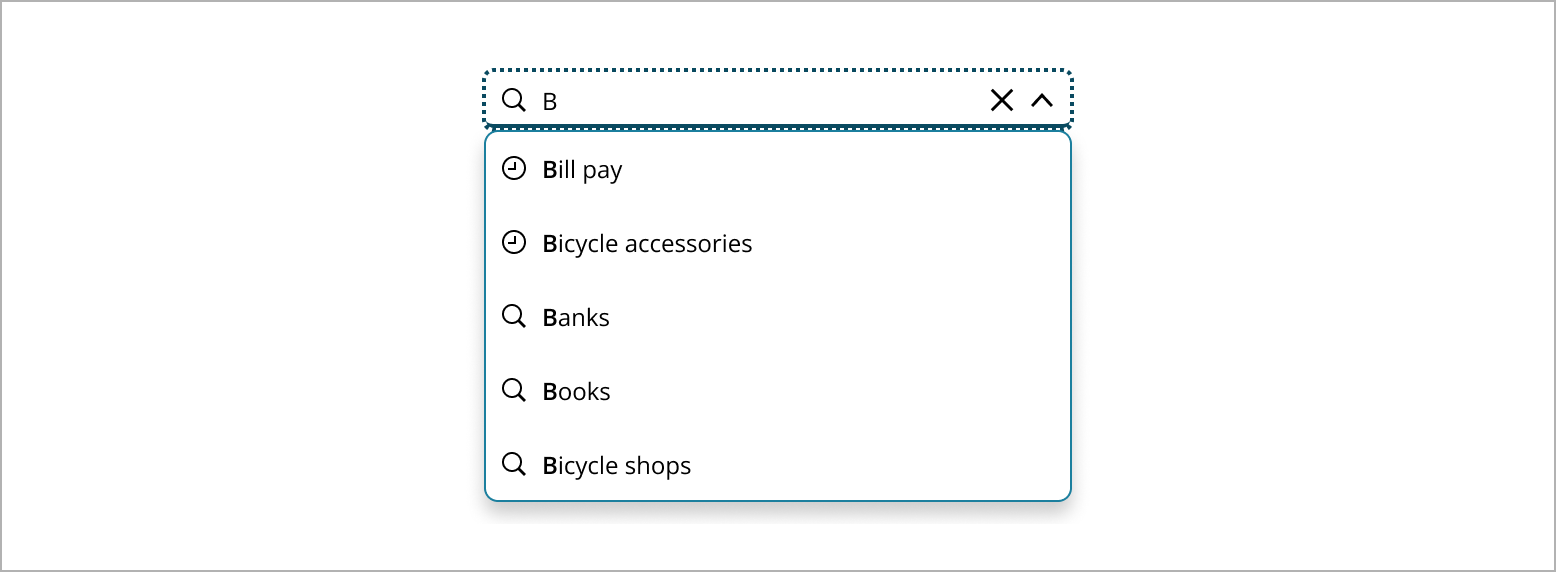 B
Bill pay
Bicycle accessories
Banks
Books
Bicycle shops